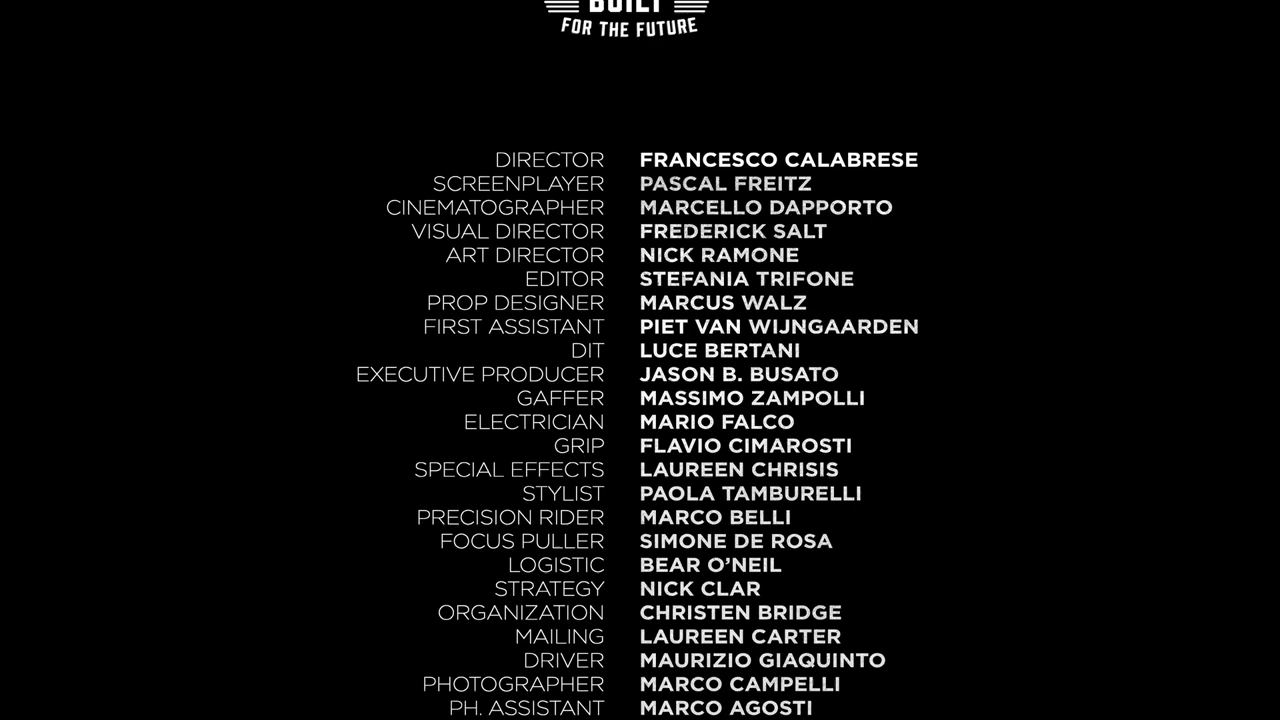 BUILT
FOR THE FUTURE
DIRECTOR FRANCESCO CALABRESE
SCREENPLAYER PASCAL FREITZ
CINEMATOGRAPHER MARCELLO DAPPORTO
VISUAL DIRECTOR FREDERICK SALT
ART DIRECTOR NICK RAMONE
EDITOR STEFANIA TRIFONE
PROP DESIGNER MARCUS WALZ
FIRST ASSISTANT PIET VAN WIJNGAARDEN
DIT LUCE BERTANI
EXECUTIVE PRODUCER JASON B. BUSATO
GAFFER MASSIMO ZAMPOLLI
ELECTRICIAN MARIO FALCO
GRIP FLAVIO CIMAROSTI
SPECIAL EFFECTS LAUREEN CHRISIS
STYLIST PAOLA TAMBURELLI
PRECISION RIDER MARCO BELLI
FOCUS PULLER SIMONE DE ROSA
LOGISTIC BEAR O’NEIL
STRATEGY NICK CLAR
ORGANIZATION CHRISTEN BRIDGE
MAILING LAUREEN CARTER
DRIVER MAURIZIO GIAQUINTO
PHOTOGRAPHER MARCO CAMPELLI
PH. ASSISTANT MARCO AGOSTI